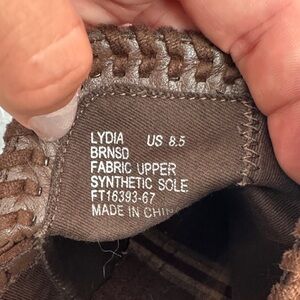 LYDIA US 8.5
BRNSD
FABRIC UPPER
SYNTHETIC SOLE
FT16393-67
MADE IN CHINA